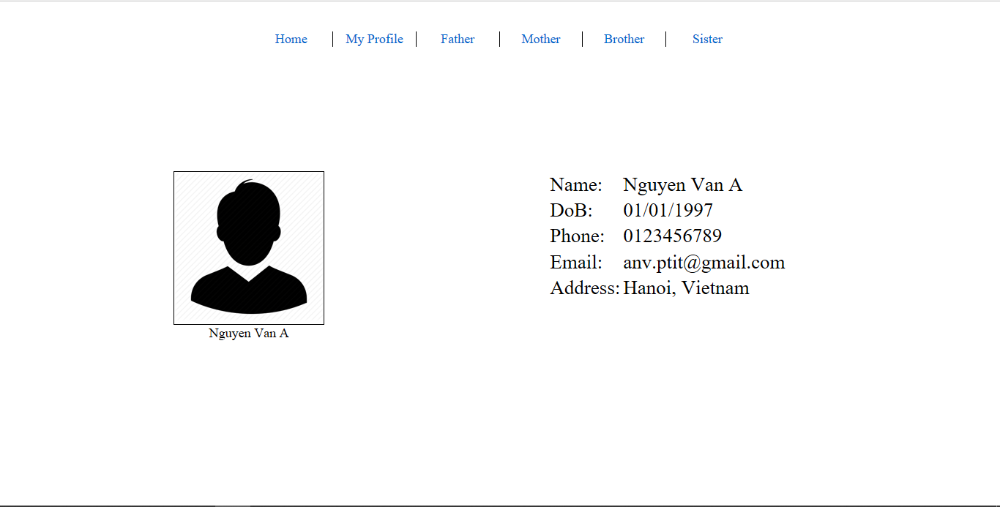 Home My Profile Father Mother Brother Sister
Nguyen Van A
Name: Nguyen Van A
DoB: 01/01/1997
Phone: 0123456789
Email: anv.ptit@gmail.com
Address: Hanoi, Vietnam